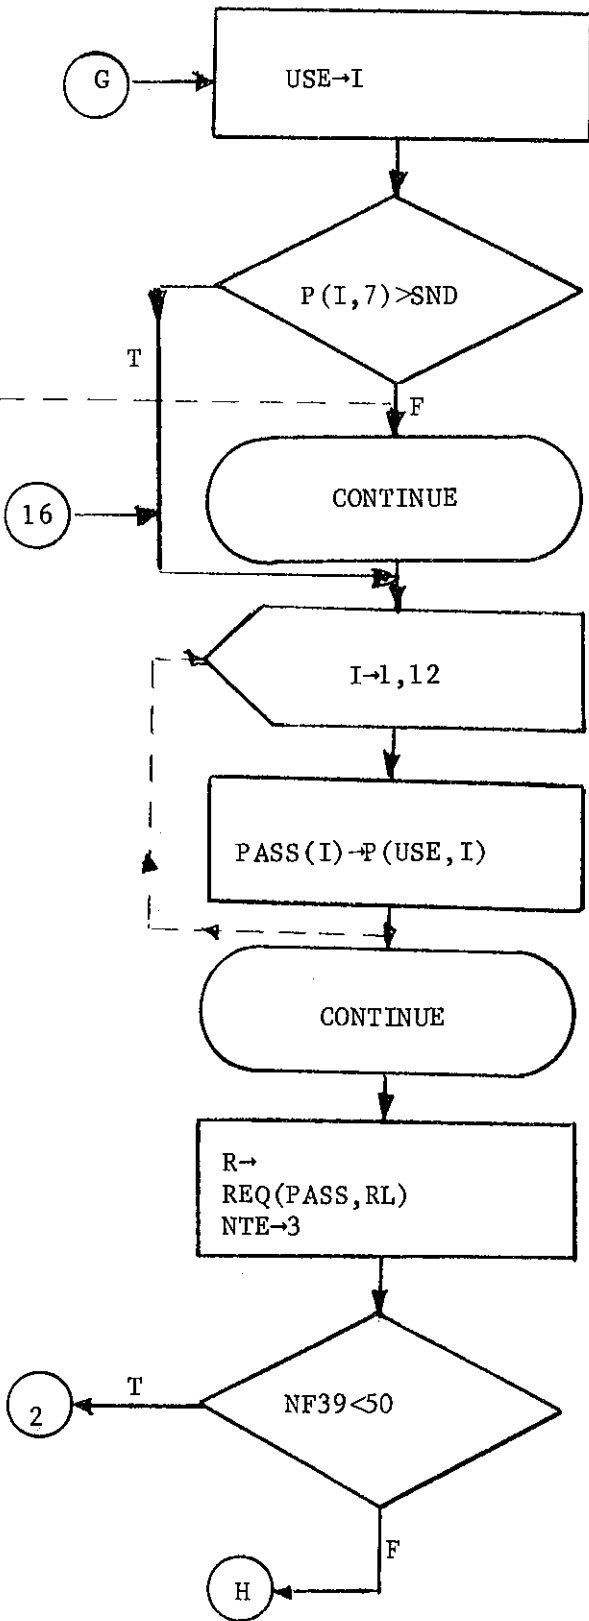 G
USE→I
P(I,7)>SND
T
F
CONTINUE
16
I→1,12
PASS(I)→P(USE,I)
CONTINUE
R→
REQ(PASS,RL)
NTE→3
NF39<50
T
2
F
H